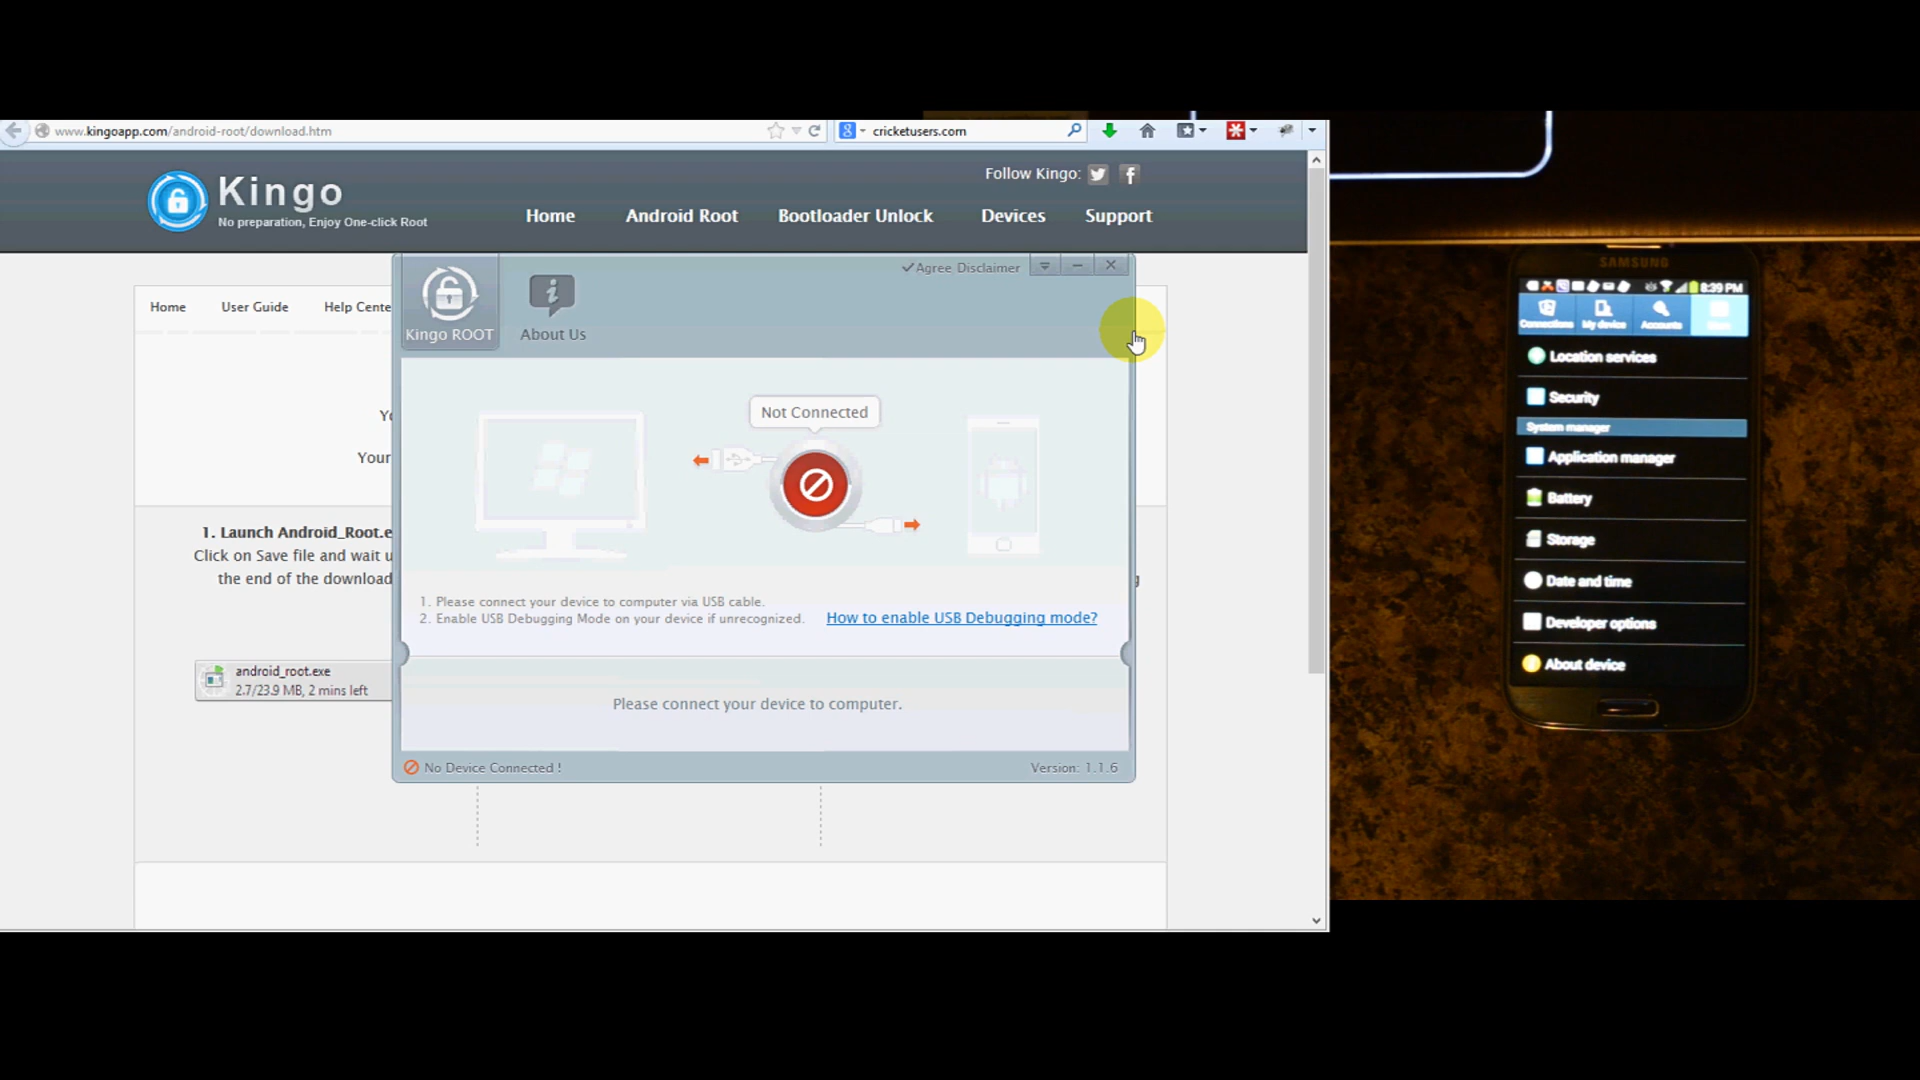 www.kingoapp.com/android-root/download.htm
cricketusers.com
Kingo
No preparation, Enjoy One-click Root
Follow Kingo:
Home Android Root Bootloader Unlock Devices Support
Home User Guide Help Cente
Agree Disclaimer
Kingo ROOT
About Us
Not Connected
Your
1. Launch Android_Root.e
Click on Save file and wait u
the end of the download
1. Please connect your device to computer via USB cable.
2. Enable USB Debugging Mode on your device if unrecognized.
How to enable USB Debugging mode?
android_root.exe
2.7/23.9 MB, 2 mins left
Please connect your device to computer.
No Device Connected !
Version: 1.1.6
SAMSUNG
8:39 PM
Connections My device Accounts
Location services
Security
System manager
Application manager
Battery
Storage
Date and time
Developer options
About device